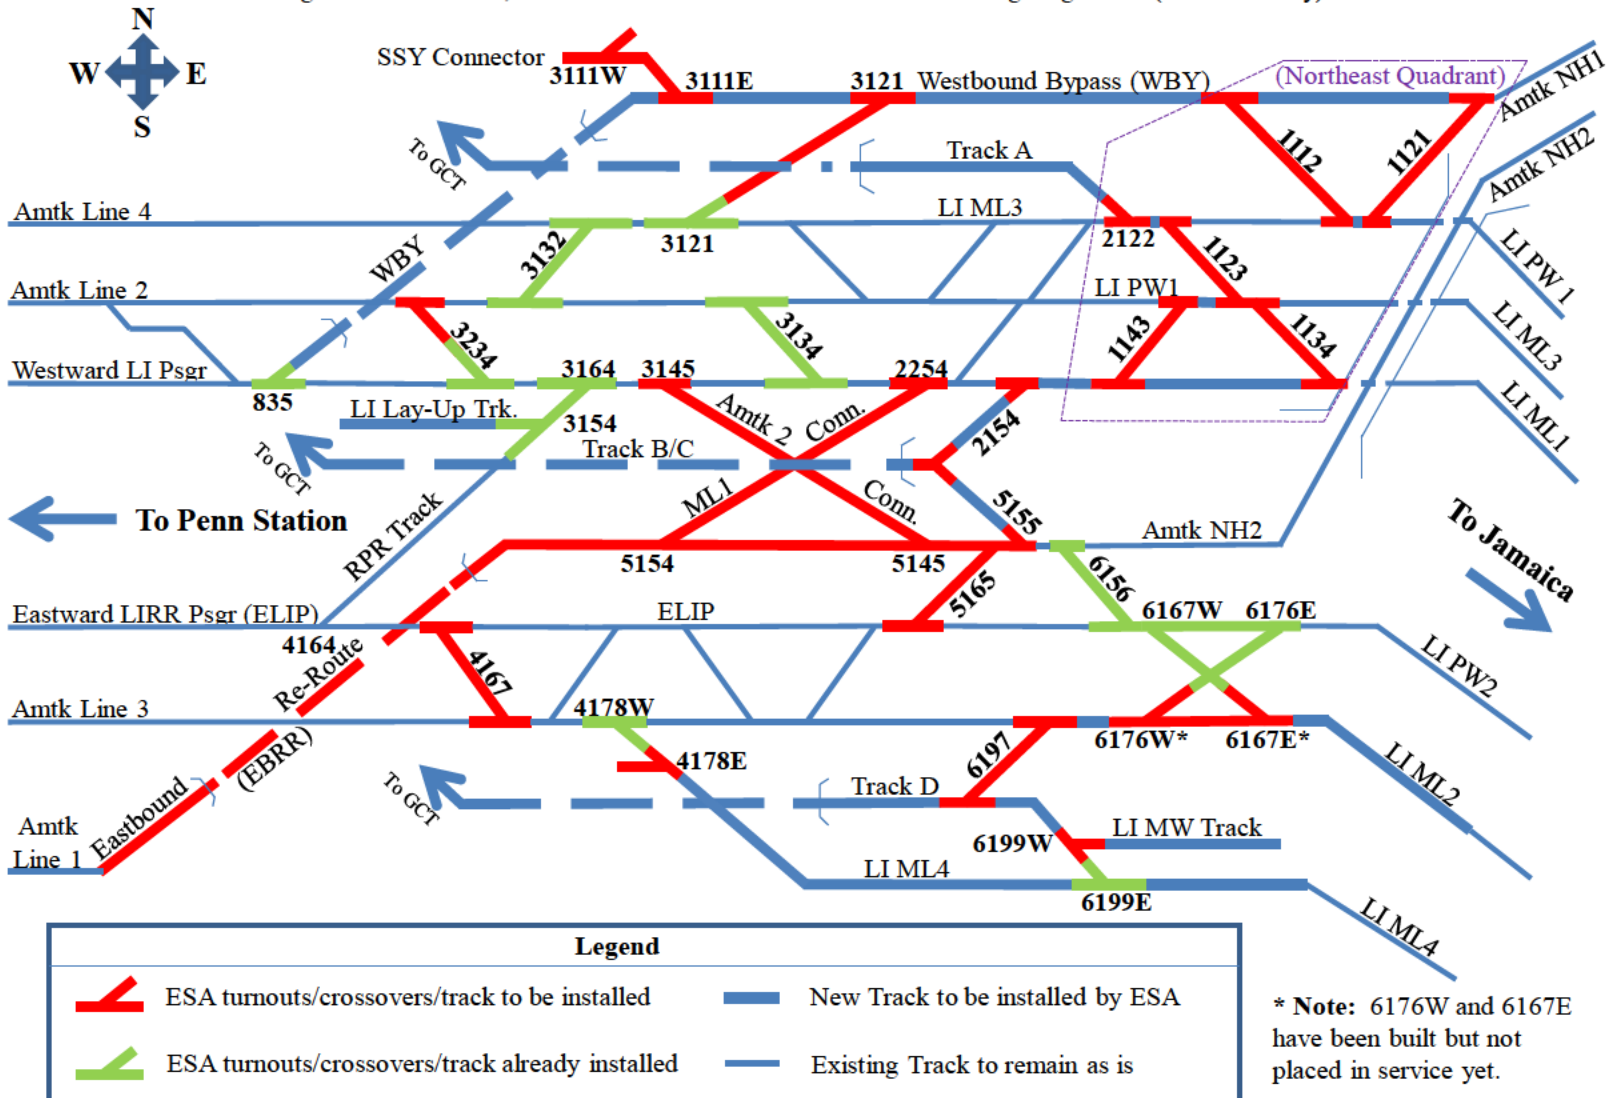 N
W
E
S
SSY Connector
3111W
3111E
3121
Westbound Bypass (WBY)
(Northeast Quadrant)
Amtk NH1
To GCT
Track A
1112
1121
Amtk NH2
Amtk Line 4
LI ML3
3132
3121
2122
1123
LI PW 1
WBY
Amtk Line 2
LI PW1
3234
3134
1143
1134
LI ML3
Westward LI Psgr
3164
3145
2254
835
LI Lay-Up Trk.
3154
Amtk 2
Conn.
2154
LI ML1
To GCT
Track B/C
ML1
Conn.
5155
To Penn Station
RPR Track
Amtk NH2
To Jamaica
5154
5145
5165
6156
Eastward LIRR Psgr (ELIP)
ELIP
6167W
6176E
4164
Re-Route
4167
LI PW2
Amtk Line 3
4178W
6176W*
6167E*
(EBRR)
4178E
6197
LI ML2
Eastbound
To GCT
Track D
Amtk
Line 1
6199W
LI MW Track
LI ML4
6199E
LI ML4
Legend
ESA turnouts/crossovers/track to be installed
New Track to be installed by ESA
ESA turnouts/crossovers/track already installed
Existing Track to remain as is
* Note: 6176W and 6167E
have been built but not
placed in service yet.